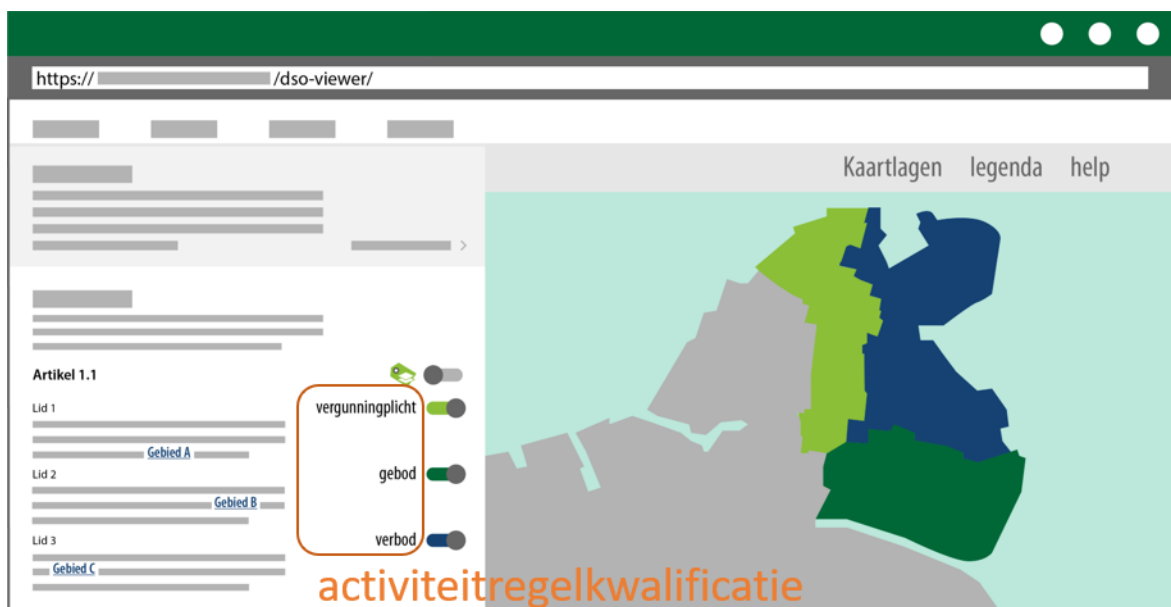 https:// /dso-viewer/
Kaartlagen legenda help
Artikel 1.1
Lid 1
vergunningplicht
Gebied A
Lid 2
gebod
Gebied B
Lid 3
verbod
Gebied C
activiteitregelkwalificatie